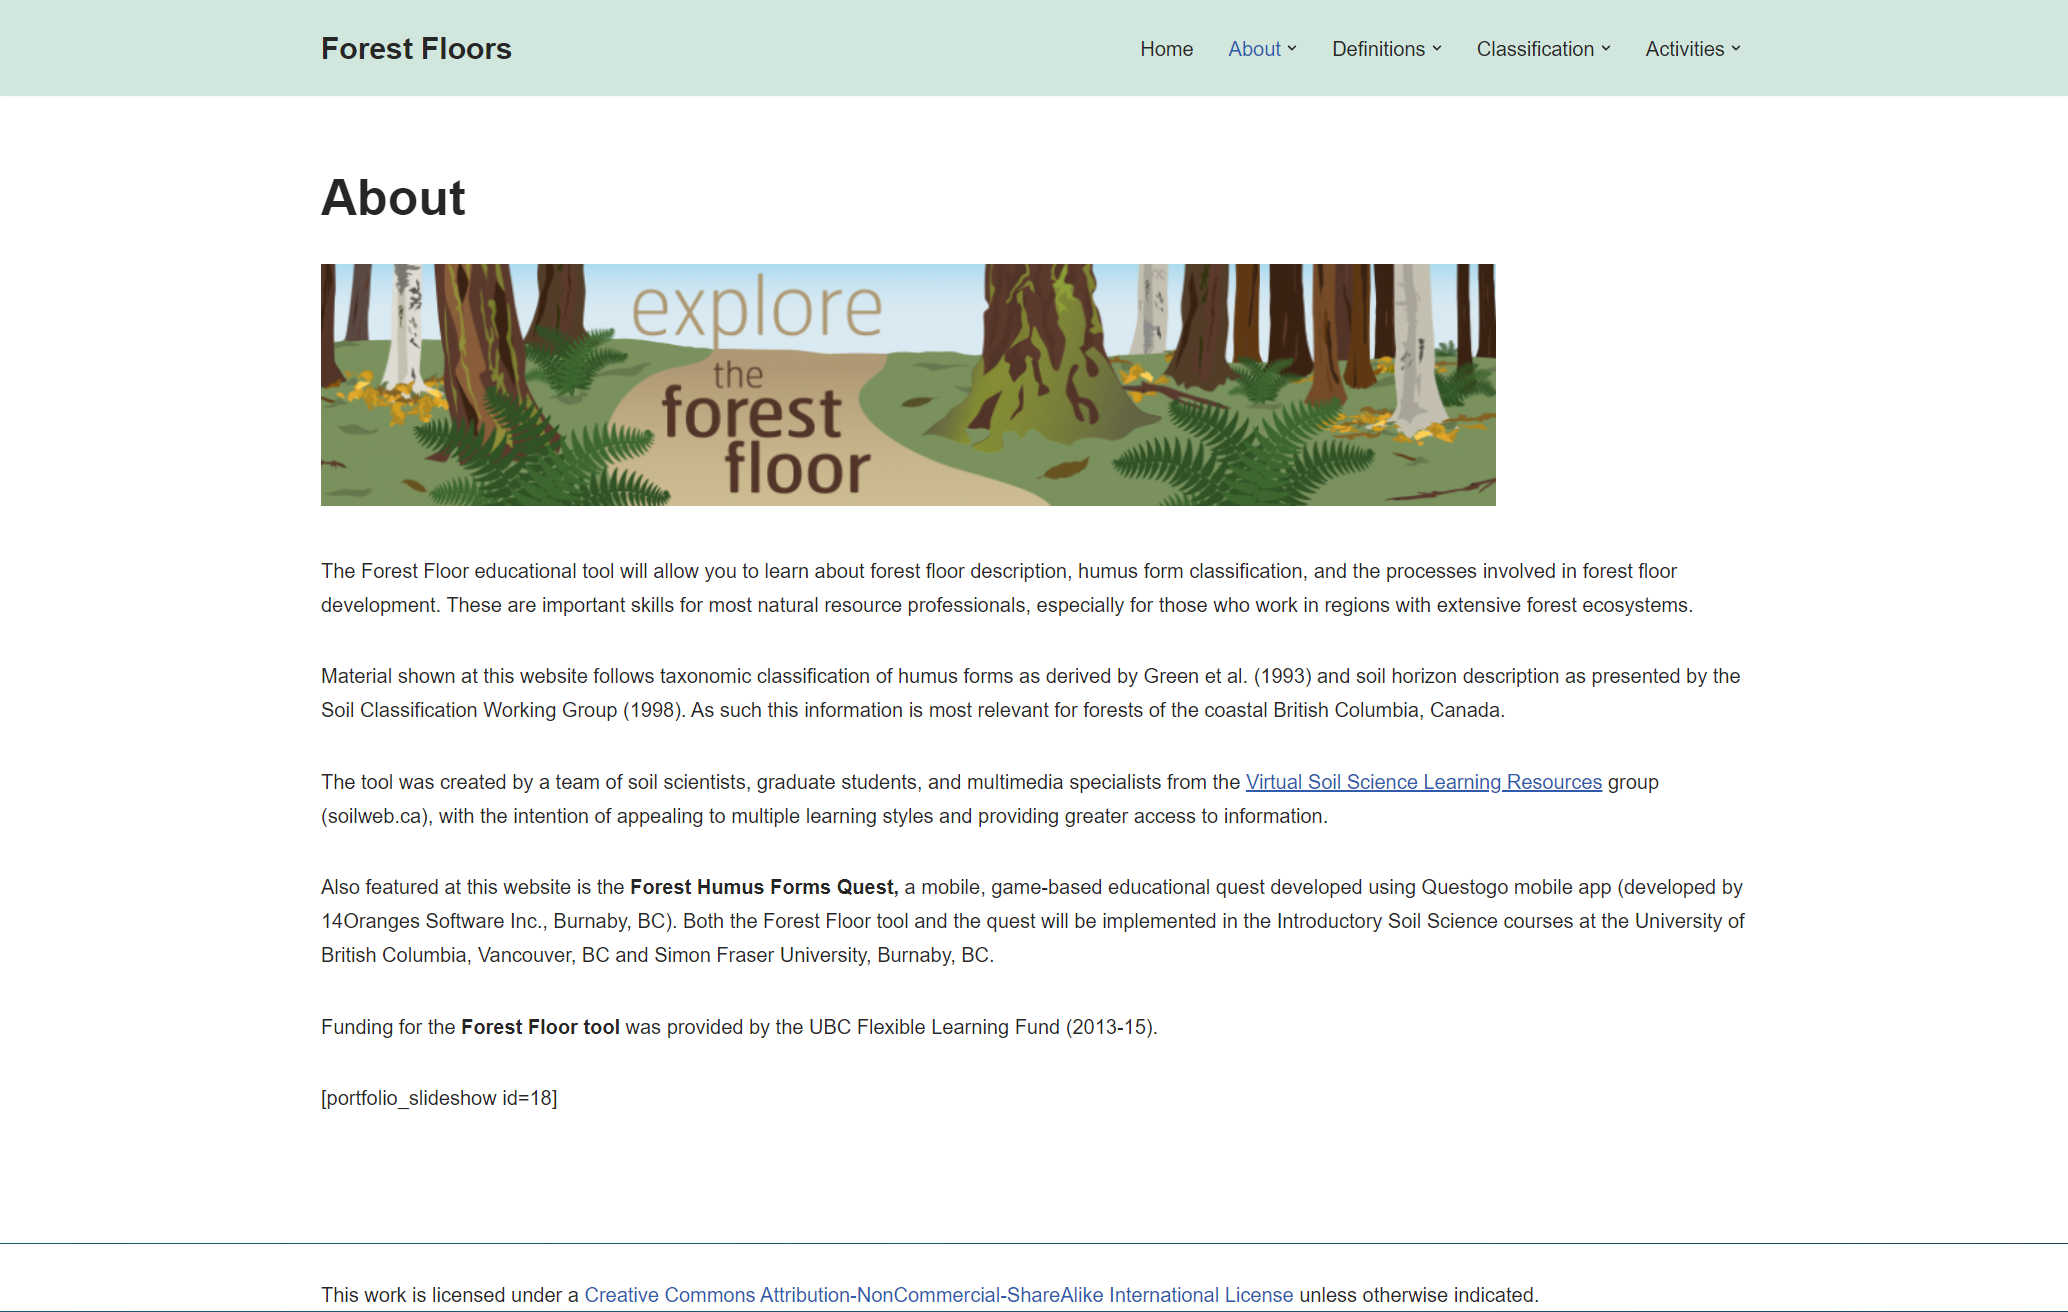 Forest Floors
Home About Definitions Classification Activities
About
explore
the
forest
floor
The Forest Floor educational tool will allow you to learn about forest floor description, humus form classification, and the processes involved in forest floor
development. These are important skills for most natural resource professionals, especially for those who work in regions with extensive forest ecosystems.
Material shown at this website follows taxonomic classification of humus forms as derived by Green et al. (1993) and soil horizon description as presented by the
Soil Classification Working Group (1998). As such this information is most relevant for forests of the coastal British Columbia, Canada.
The tool was created by a team of soil scientists, graduate students, and multimedia specialists from the Virtual Soil Science Learning Resources group
(soilweb.ca), with the intention of appealing to multiple learning styles and providing greater access to information.
Also featured at this website is the Forest Humus Forms Quest, a mobile, game-based educational quest developed using Questogo mobile app (developed by
14Oranges Software Inc., Burnaby, BC). Both the Forest Floor tool and the quest will be implemented in the Introductory Soil Science courses at the University of
British Columbia, Vancouver, BC and Simon Fraser University, Burnaby, BC.
Funding for the Forest Floor tool was provided by the UBC Flexible Learning Fund (2013-15).
[portfolio_slideshow id=18]
This work is licensed under a Creative Commons Attribution-NonCommercial-ShareAlike International License unless otherwise indicated.